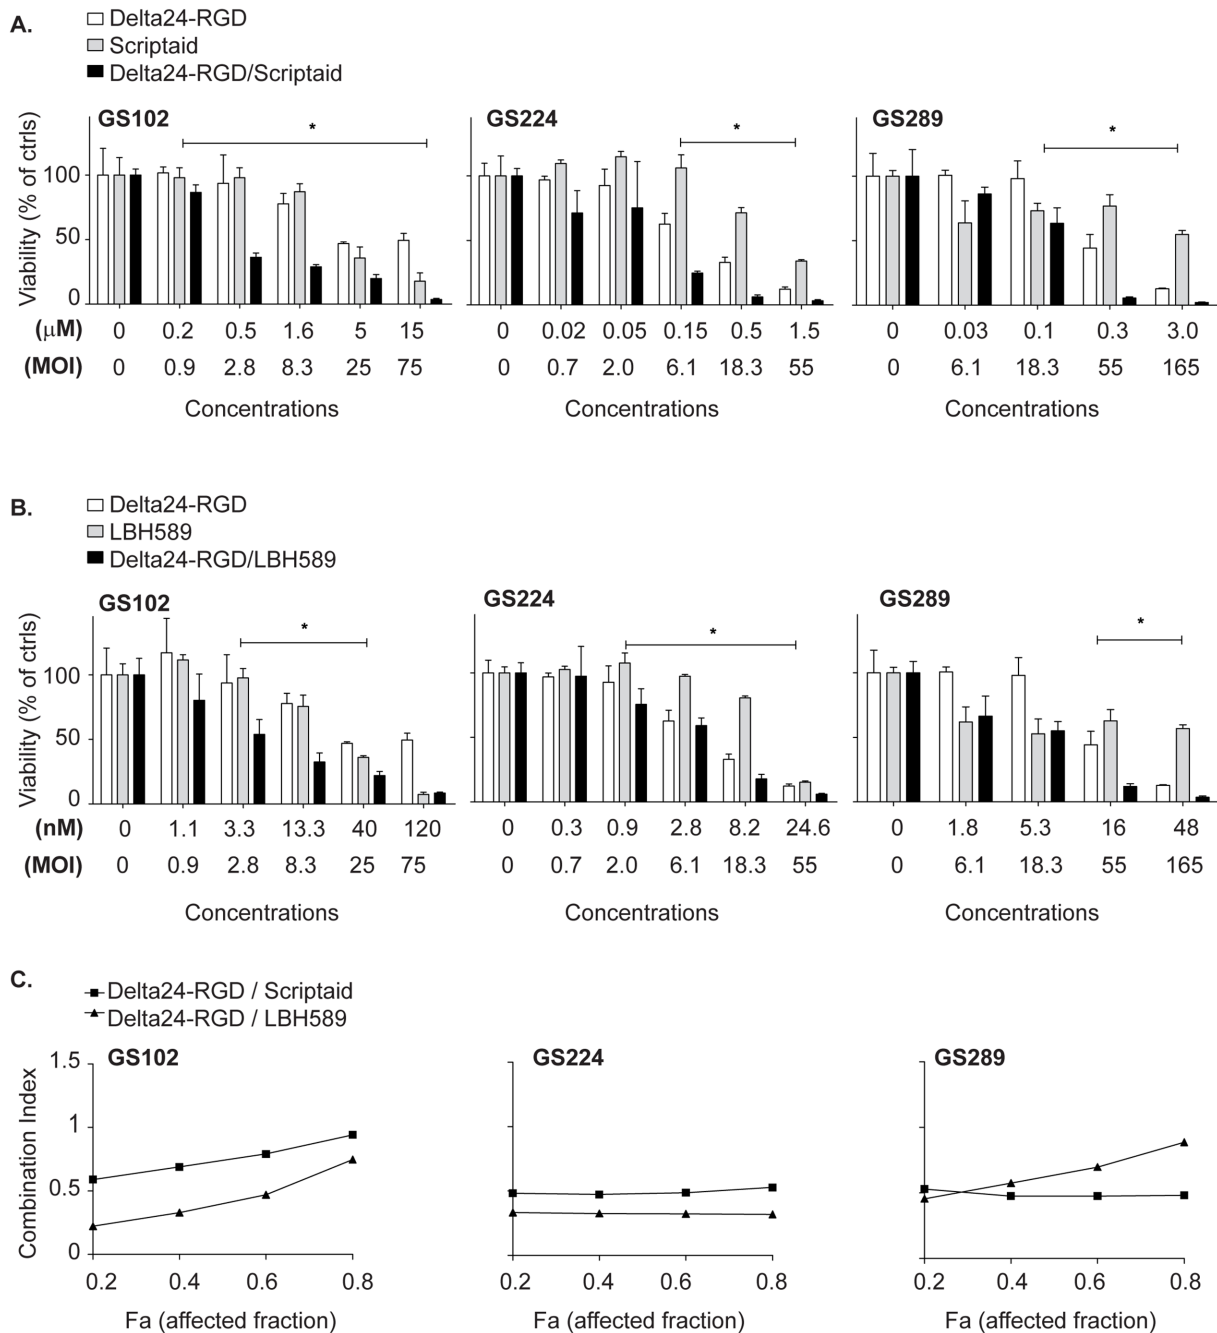 A.
Delta24-RGD
Scriptaid
Delta24-RGD/Scriptaid
GS102
GS224
GS289
*
*
*
Viability (% of ctrls)
100
50
0
(µM) 0 0.2 0.5 1.6 5 15
0 0.02 0.05 0.15 0.5 1.5
0 0.03 0.1 0.3 3.0
(MOI) 0 0.9 2.8 8.3 25 75
0 0.7 2.0 6.1 18.3 55
0 6.1 18.3 55 165
Concentrations
Concentrations
Concentrations
B.
Delta24-RGD
LBH589
Delta24-RGD/LBH589
GS102
GS224
GS289
*
*
*
Viability (% of ctrls)
100
50
0
(nM) 0 1.1 3.3 13.3 40 120
0 0.3 0.9 2.8 8.2 24.6
0 1.8 5.3 16 48
(MOI) 0 0.9 2.8 8.3 25 75
0 0.7 2.0 6.1 18.3 55
0 6.1 18.3 55 165
Concentrations
Concentrations
Concentrations
C.
Delta24-RGD / Scriptaid
Delta24-RGD / LBH589
GS102
GS224
GS289
Combination Index
1.5
1
0.5
0
0.2 0.4 0.6 0.8
0.2 0.4 0.6 0.8
0.2 0.4 0.6 0.8
Fa (affected fraction)
Fa (affected fraction)
Fa (affected fraction)